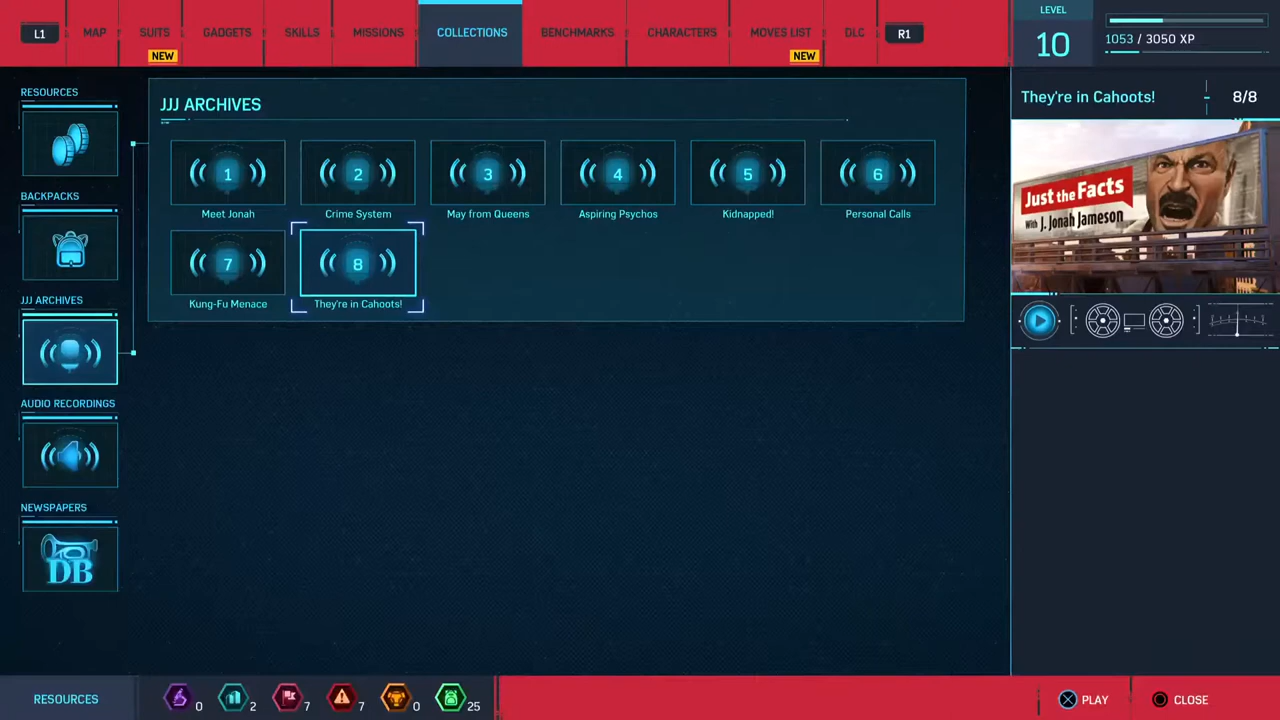 L1
MAP
SUITS
NEW
GADGETS
SKILLS
MISSIONS
COLLECTIONS
BENCHMARKS
CHARACTERS
MOVES LIST
NEW
DLC
R1
LEVEL
10
1053 / 3050 XP
RESOURCES
BACKPACKS
JJJ ARCHIVES
AUDIO RECORDINGS
NEWSPAPERS
DB
JJJ ARCHIVES
1 2 3 4 5 6
Meet Jonah Crime System May from Queens Aspiring Psychos Kidnapped! Personal Calls
7 8
Kung-Fu Menace They're in Cahoots!
They're in Cahoots! 8/8
Just the Facts
With J. Jonah Jameson
RESOURCES 0 2 7 7 0 25
PLAY CLOSE